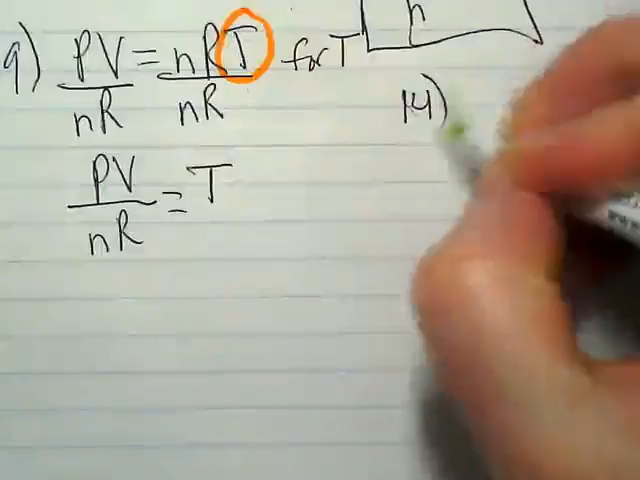 9) PV = nRT for T
nR nR
PV = T
nR
h
14)